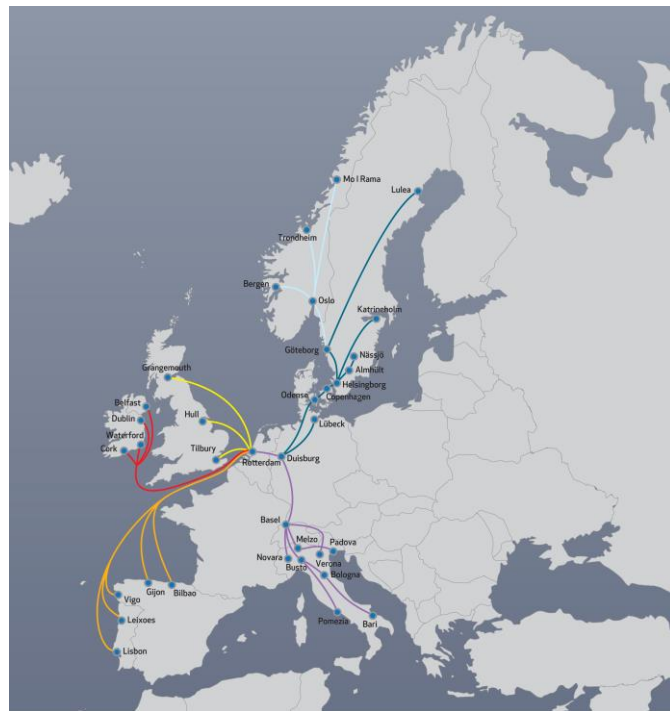 Mo I Rama
Lulea
Trondheim
Bergen
Oslo
Katrineholm
Göteborg
Nässjö
Almhult
Helsingborg
Copenhagen
Odense
Grangemouth
Belfast
Dublin
Hull
Waterford
Cork
Tilbury
Rotterdam
Duisburg
Lübeck
Basel
Melzo
Padova
Novara
Busto
Verona
Bologna
Gijon
Bilbao
Vigo
Leixoes
Pomezia
Bari
Lisbon